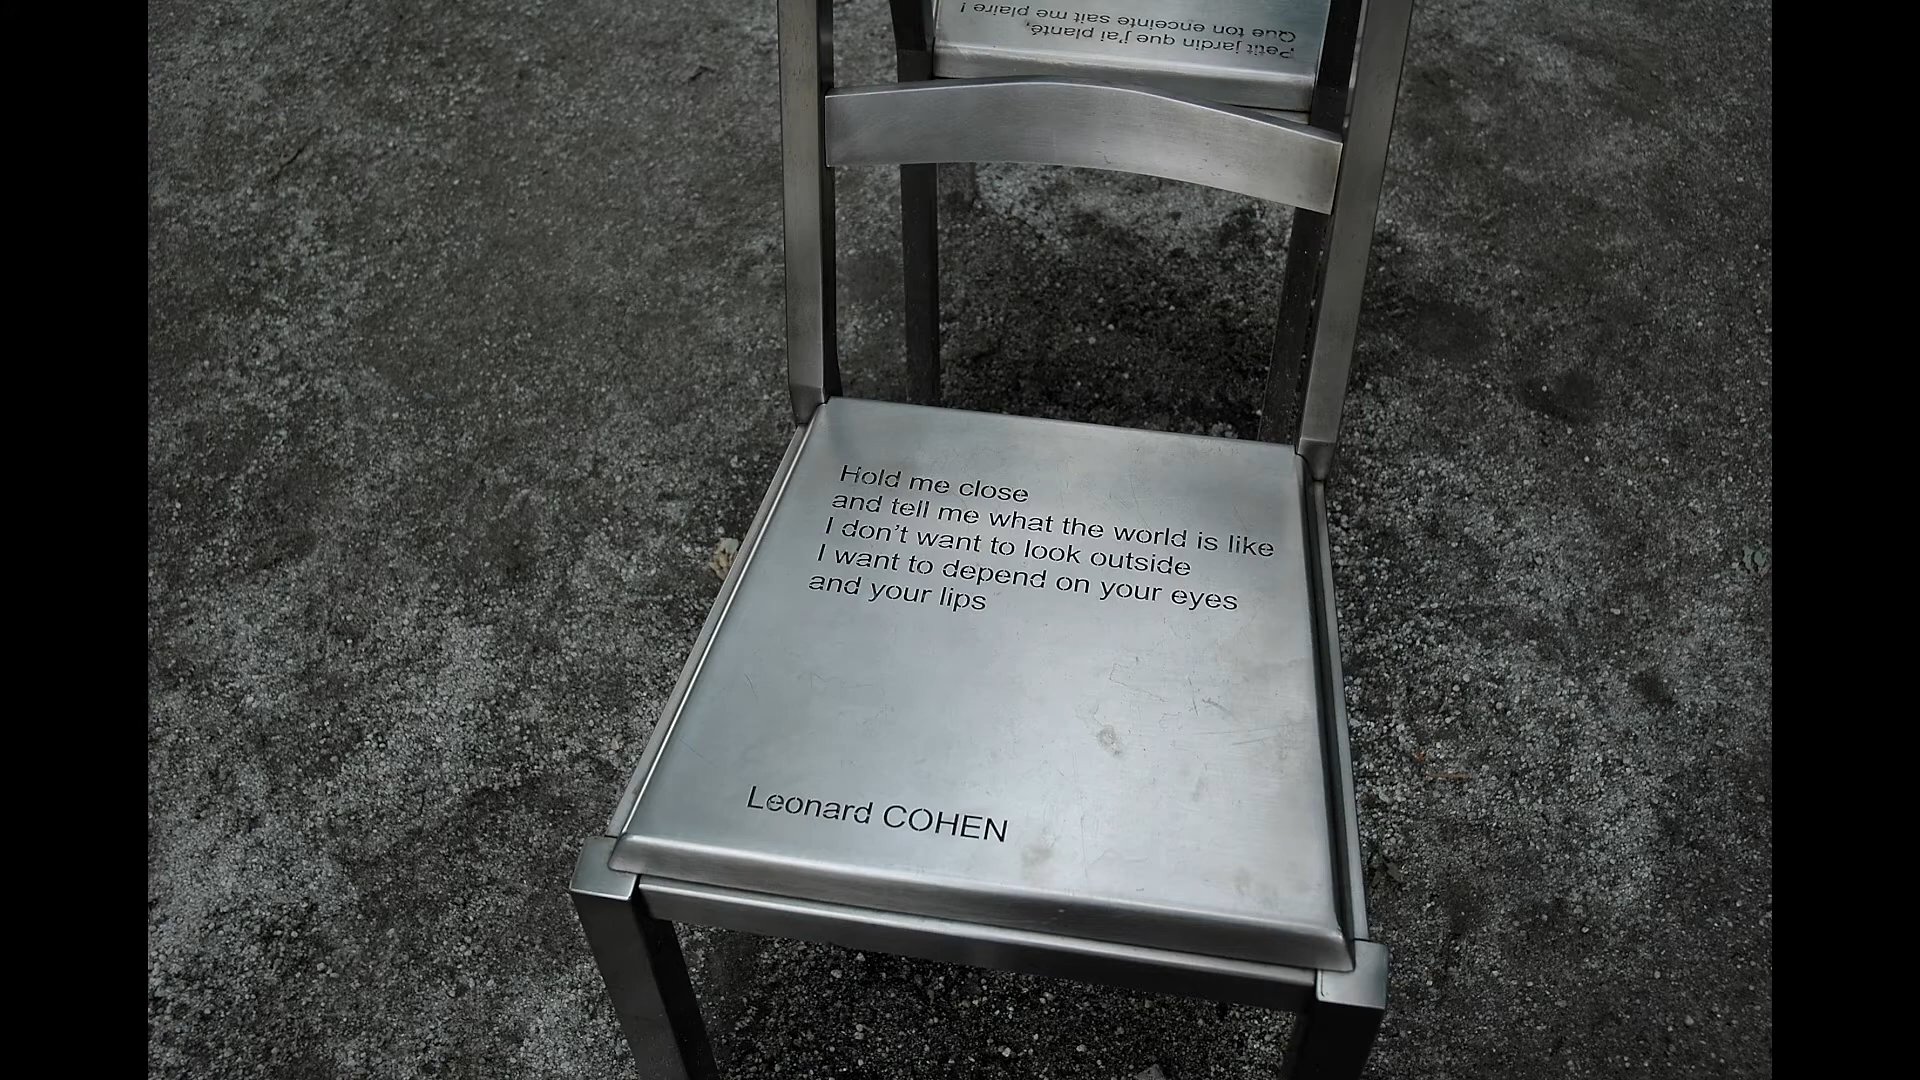 Petit jardin que j'ai planté,
Que ton enceinte sait me plaire !
Hold me close
and tell me what the world is like
I don't want to look outside
I want to depend on your eyes
and your lips
Leonard COHEN